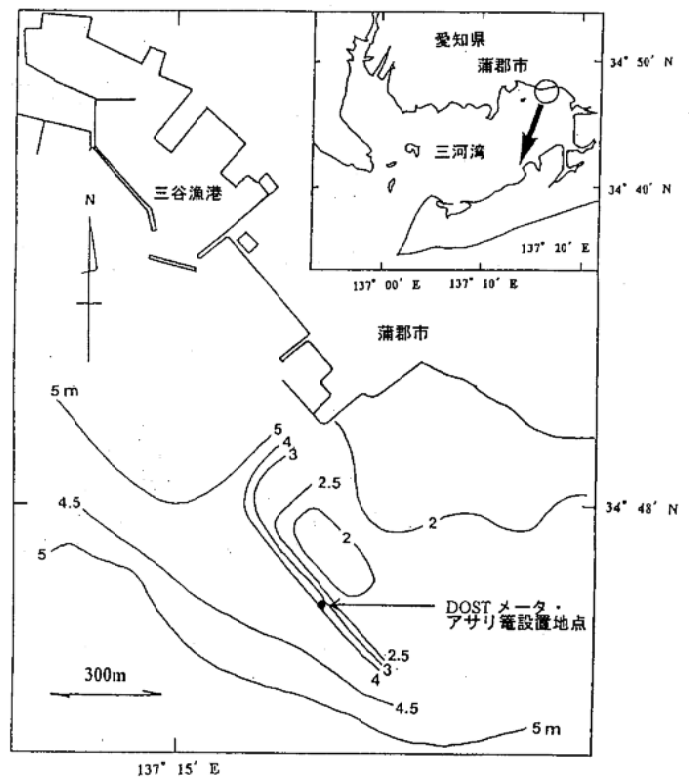 愛知県
蒲郡市
34° 50′ N
三河湾
34° 40′ N
137° 20′ E
137° 00′ E
137° 10′ E
三谷漁港
N
蒲郡市
5 m
5
4
3
2.5
4.5
2
2
34° 48′ N
5
DOST メータ・
アサリ篭設置地点
2.5
3
4
300m
4.5
5 m
137° 15′ E